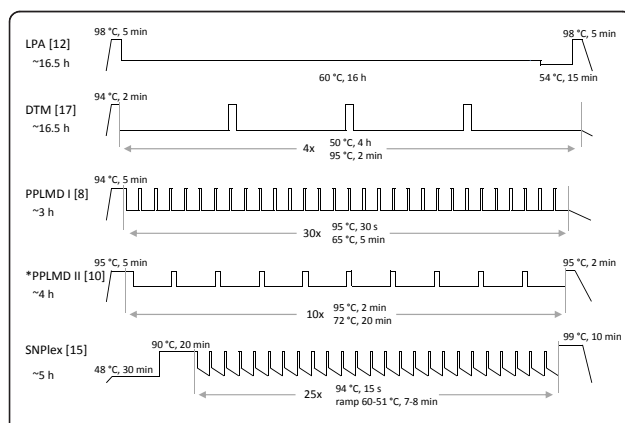 98 °C, 5 min
98 °C, 5 min
LPA [12]
~16.5 h
60 °C, 16 h
54 °C, 15 min
94 °C, 2 min
DTM [17]
~16.5 h
4x
50 °C, 4 h
95 °C, 2 min
94 °C, 5 min
PPLMD I [8]
~3 h
30x
95 °C, 30 s
65 °C, 5 min
95 °C, 5 min
95 °C, 2 min
*PPLMD II [10]
~4 h
10x
95 °C, 2 min
72 °C, 20 min
90 °C, 20 min
99 °C, 10 min
SNPlex [15]
~5 h
48 °C, 30 min
25x
94 °C, 15 s
ramp 60-51 °C, 7-8 min